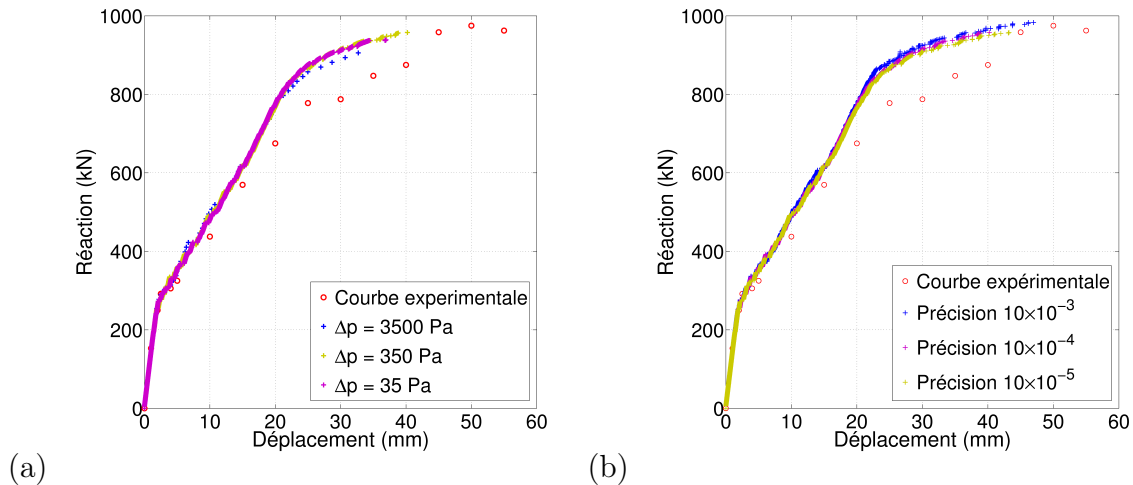 1000
800
600
400
200
0
0 10 20 30 40 50 60
Réaction (kN)
Déplacement (mm)
Courbe experimentale
Δp = 3500 Pa
Δp = 350 Pa
Δp = 35 Pa
(a)
1000
800
600
400
200
0
0 10 20 30 40 50 60
Réaction (kN)
Déplacement (mm)
Courbe expérimentale
Précision 10×10⁻³
Précision 10×10⁻⁴
Précision 10×10⁻⁵
(b)